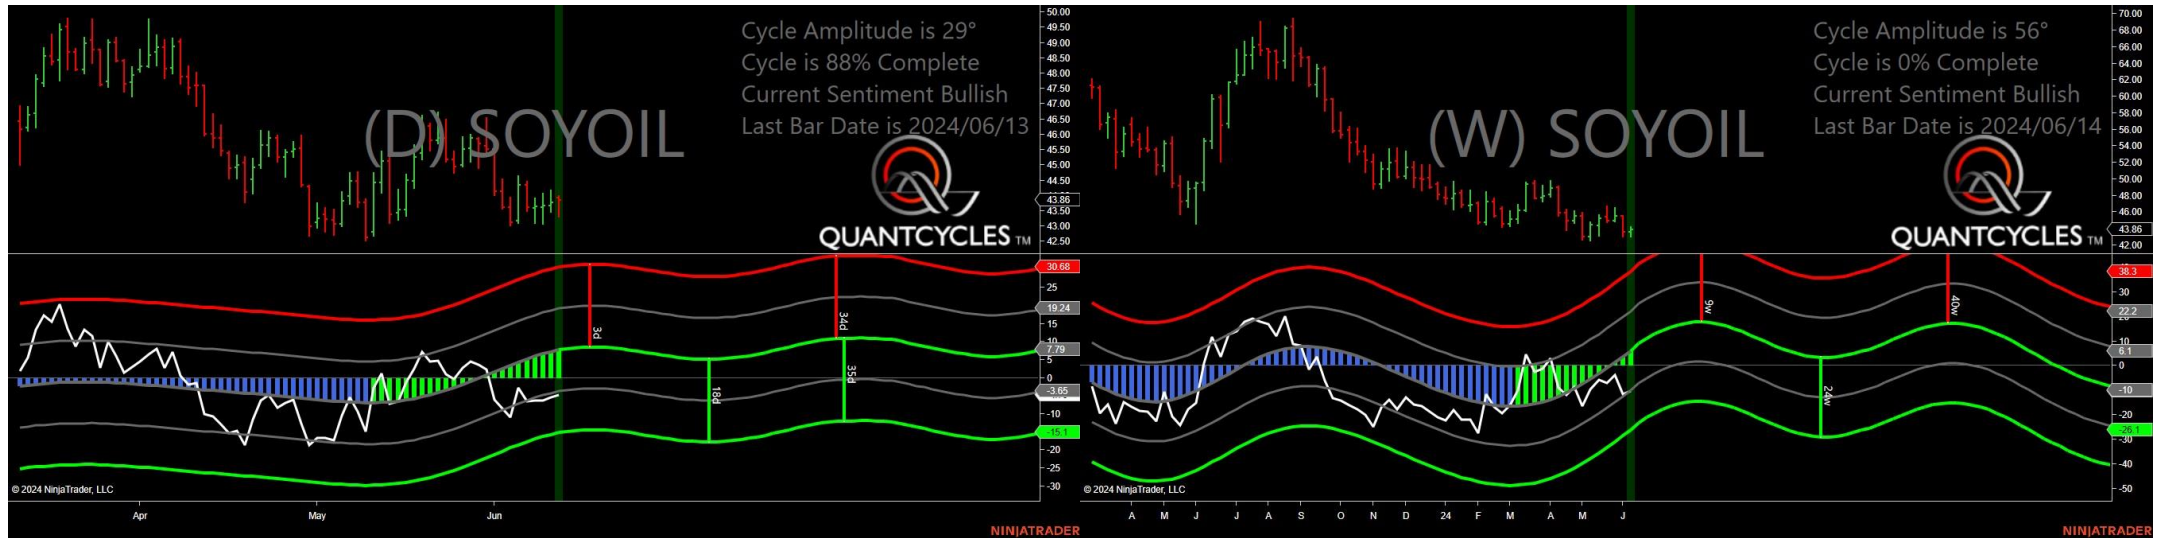 Cycle Amplitude is 29°
Cycle is 88% Complete
Current Sentiment Bullish
Last Bar Date is 2024/06/13
(D) SOYOIL
QUANTCYCLES TM
50.00
49.50
49.00
48.50
48.00
47.50
47.00
46.50
46.00
45.50
45.00
44.50
43.86
43.50
43.00
42.50
30.68
25
19.24
15
10
7.79
5
0
-3.65
-10
-15.1
-20
-25
-30
3d
18d
34d
35d
© 2024 NinjaTrader, LLC
Apr
May
Jun
NINJATRADER
Cycle Amplitude is 56°
Cycle is 0% Complete
Current Sentiment Bullish
Last Bar Date is 2024/06/14
(W) SOYOIL
QUANTCYCLES TM
70.00
68.00
66.00
64.00
62.00
60.00
58.00
56.00
54.00
52.00
50.00
48.00
46.00
43.86
42.00
38.3
30
22.2
10
6.1
0
-10
-20
-26.1
-30
-40
-50
9w
24w
40w
© 2024 NinjaTrader, LLC
A M J J A S O N D 24 F M A M J
NINJATRADER